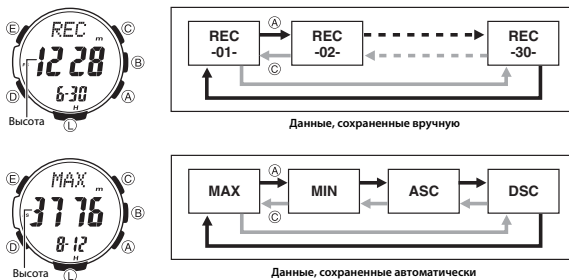 REC
m
12 28
6-30
H
E
C
B
A
D
L
Высота
A
REC
-01-
REC
-02-
REC
-30-
C
Данные, сохраненные вручную
MAX
m
37 76
8-12
H
E
C
B
A
D
L
Высота
A
MAX
MIN
ASC
DSC
C
Данные, сохраненные автоматически